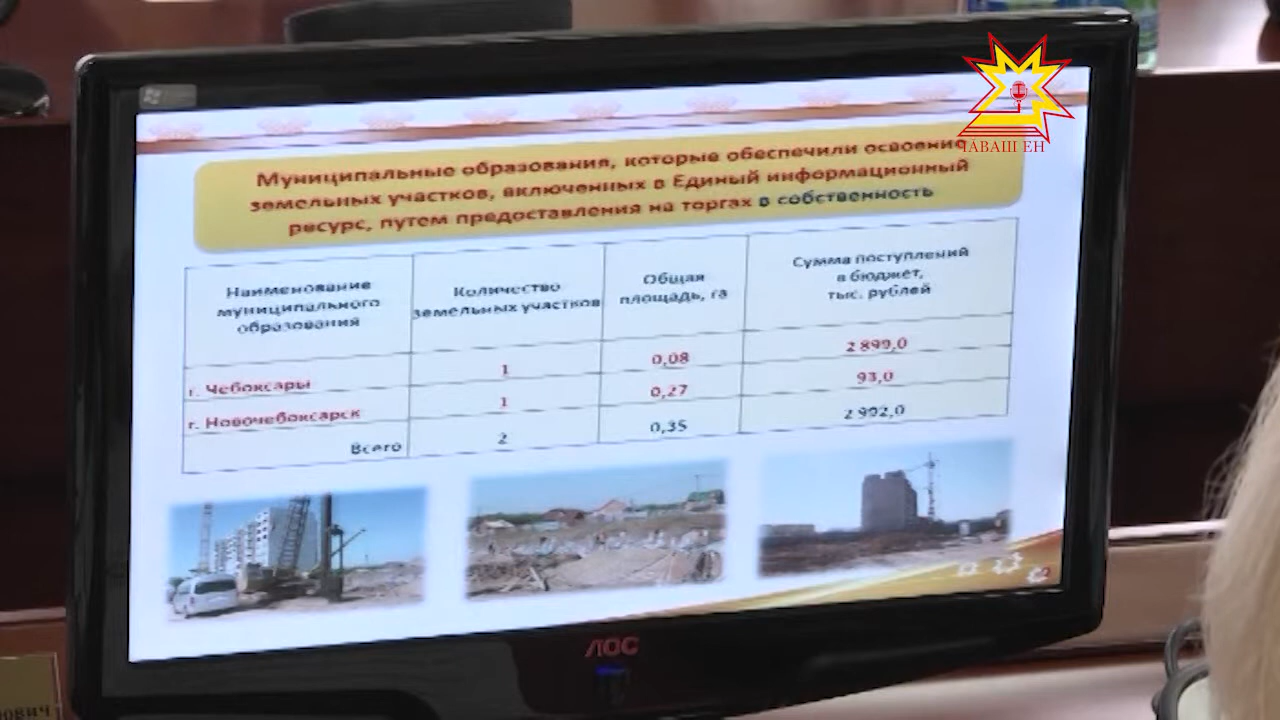 ЧӐВАШ ЕН
Муниципальные образования, которые обеспечили освоение
земельных участков, включенных в Единый информационный
ресурс, путем предоставления на торгах в собственность
Наименование
муниципального
образования
Количество
земельных участков
Общая
площадь, га
Сумма поступлений
в бюджет,
тыс. рублей
г. Чебоксары
1
0,08
2 899,0
г. Новочебоксарск
1
0,27
93,0
Всего
2
0,35
2 992,0
AOC
ович